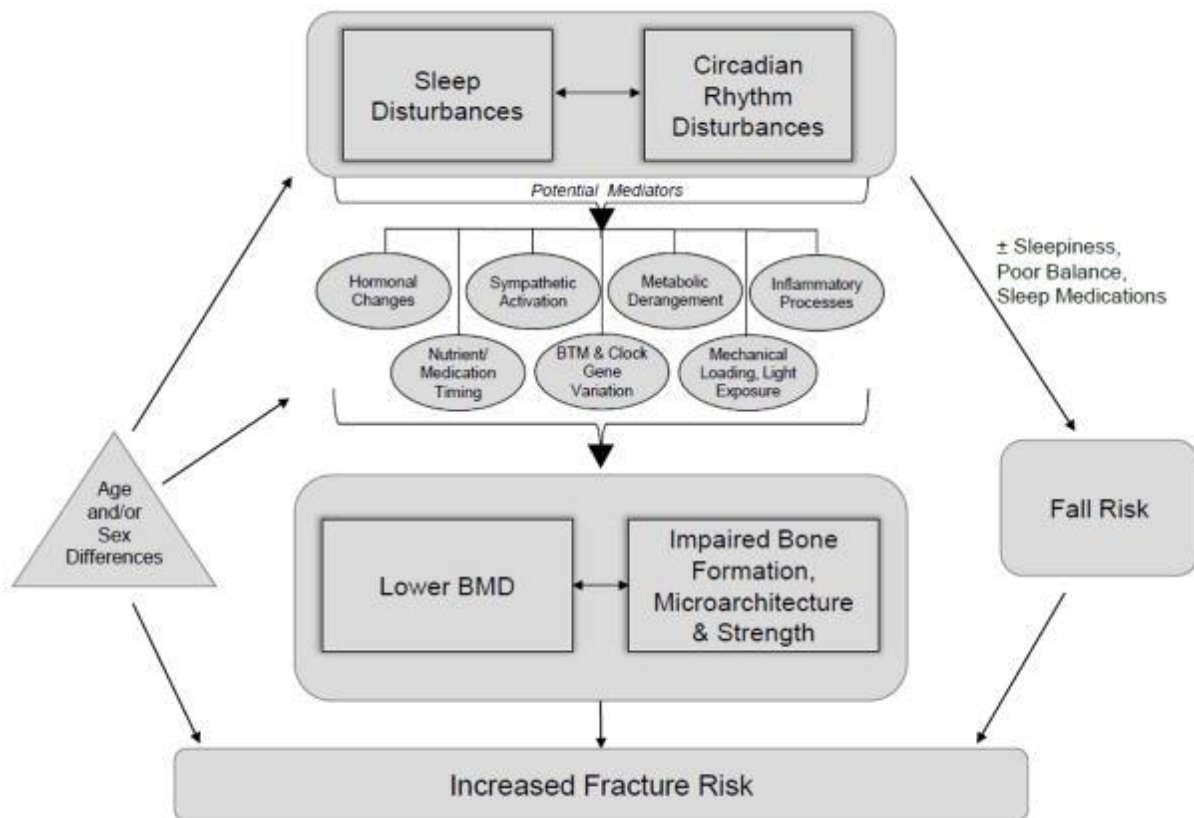 Sleep
Disturbances
Circadian
Rhythm
Disturbances
Potential Mediators
± Sleepiness,
Poor Balance,
Sleep Medications
Hormonal
Changes
Sympathetic
Activation
Metabolic
Derangement
Inflammatory
Processes
Nutrient/
Medication
Timing
BTM & Clock
Gene
Variation
Mechanical
Loading, Light
Exposure
Age
and/or
Sex
Differences
Fall Risk
Lower BMD
Impaired Bone
Formation,
Microarchitecture
& Strength
Increased Fracture Risk